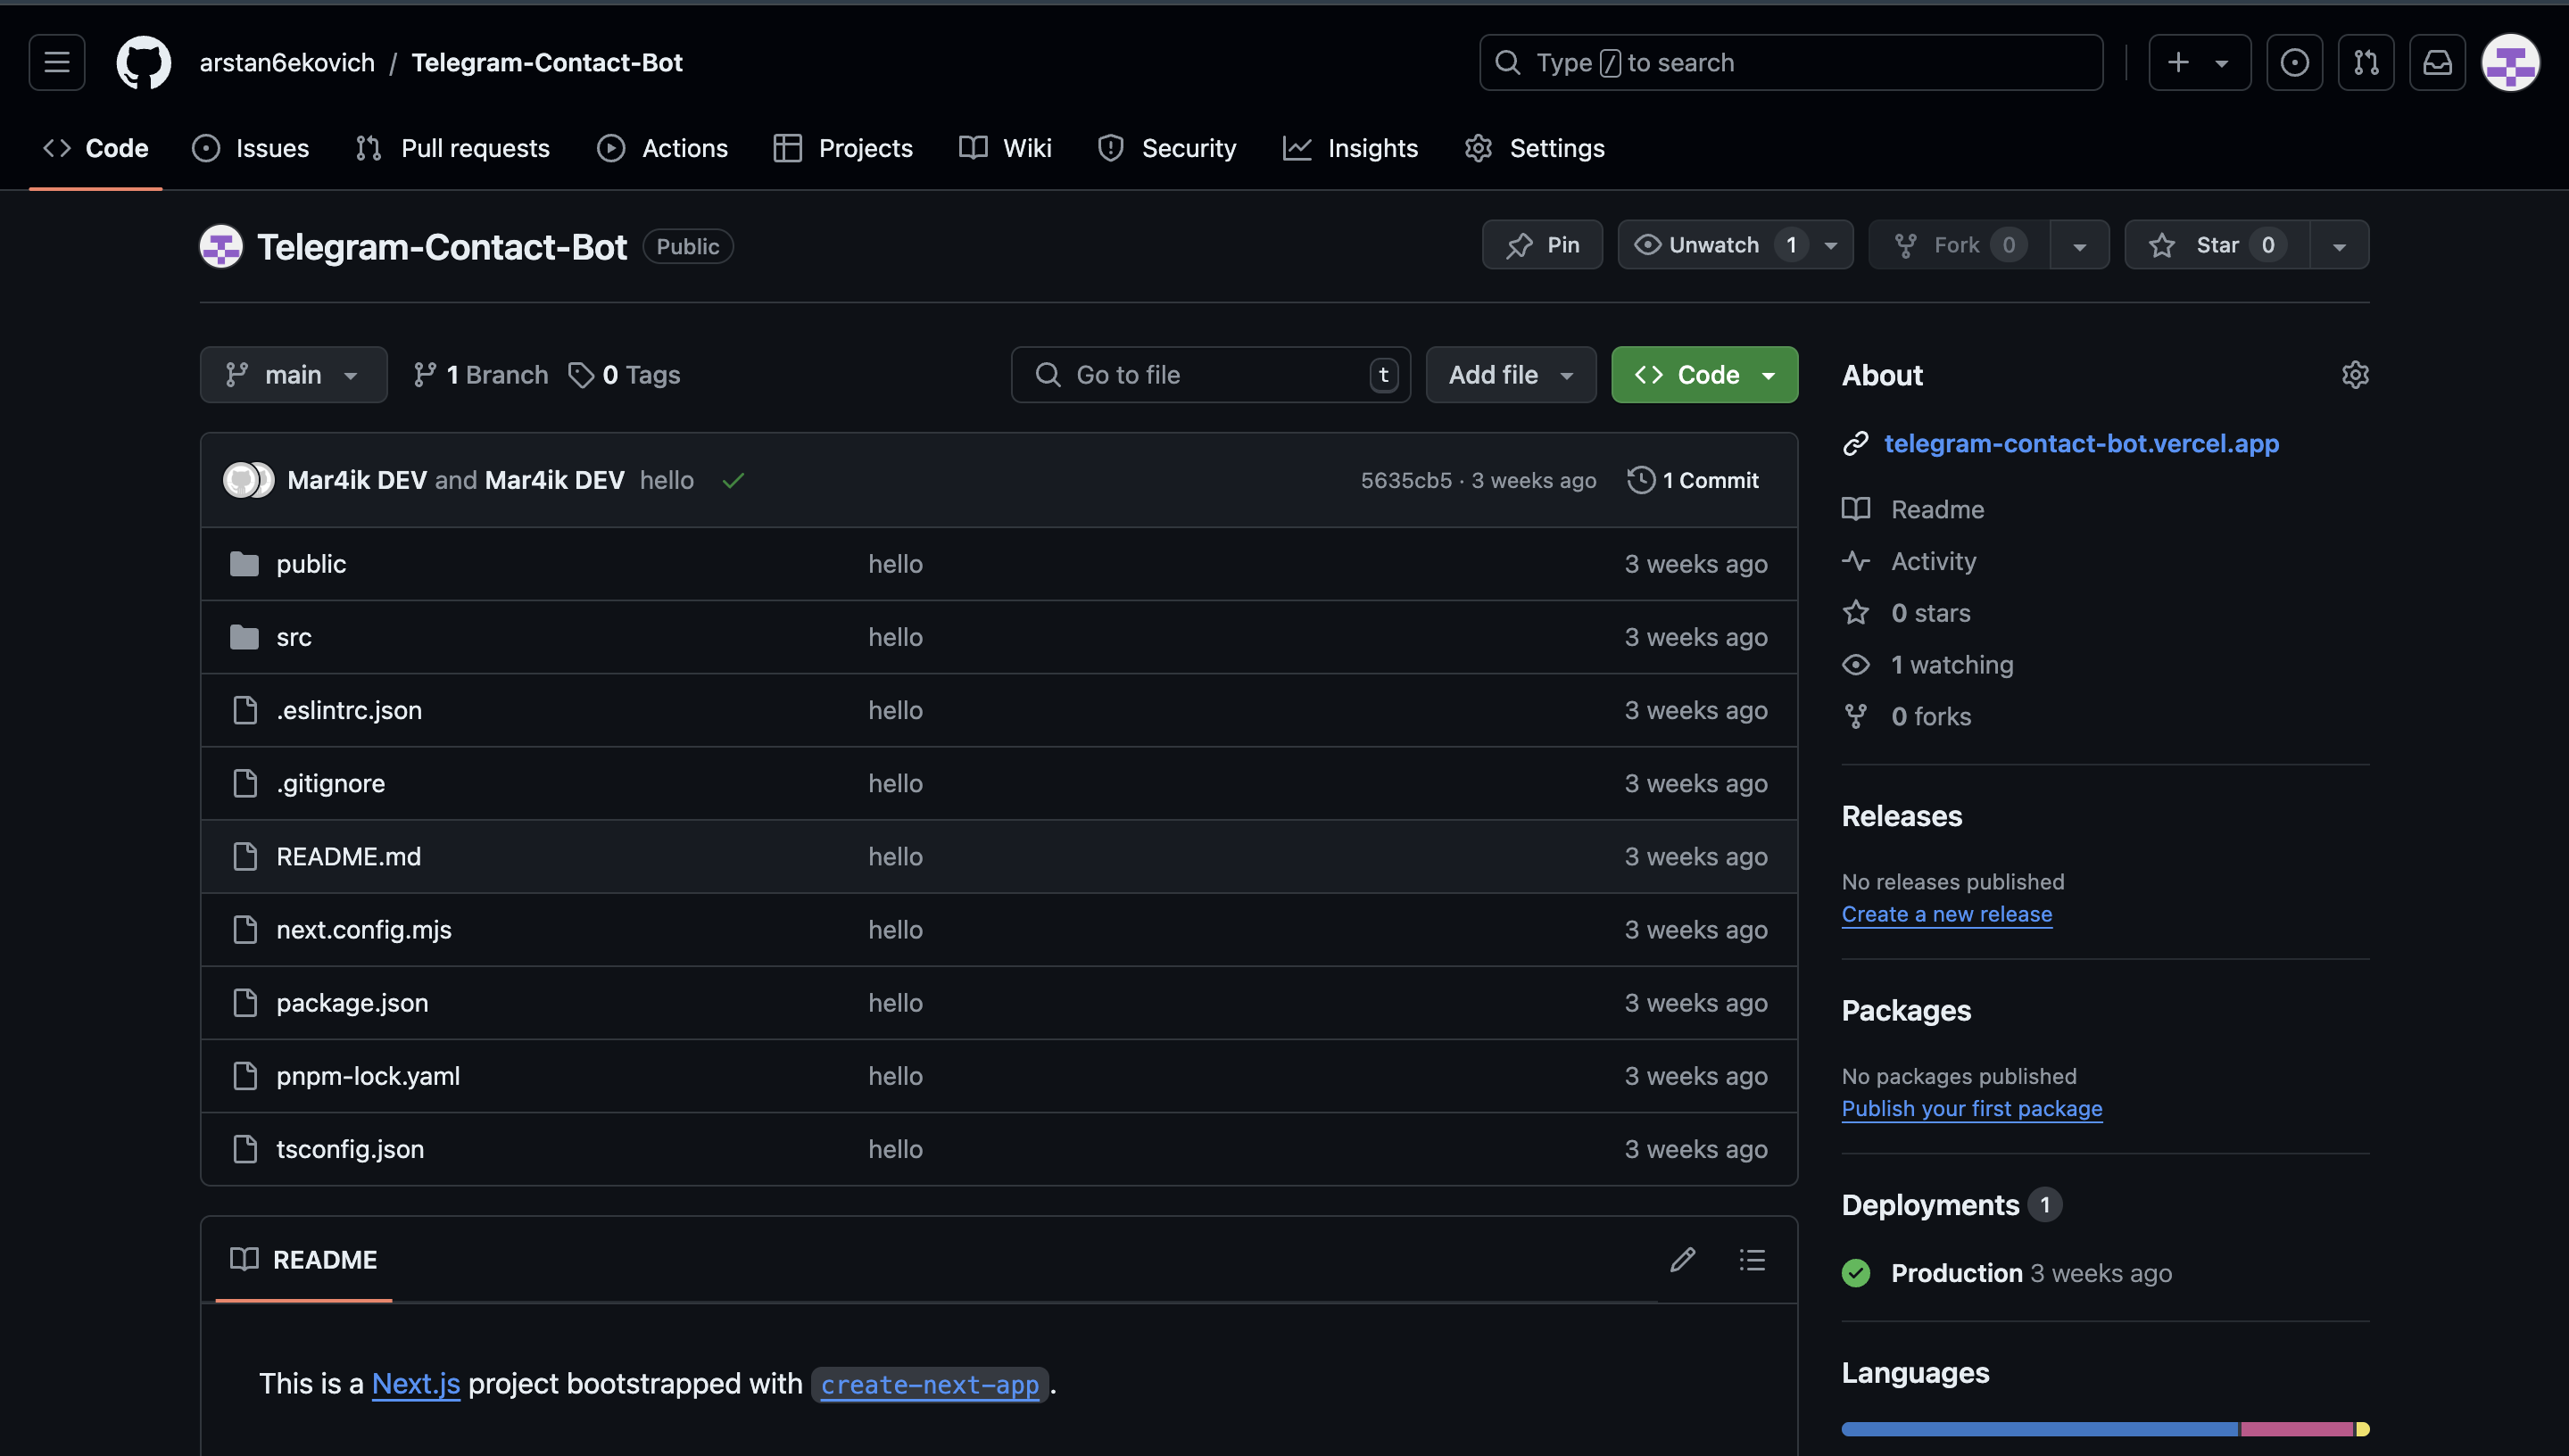 arstan6ekovich / Telegram-Contact-Bot
Type / to search
Code Issues Pull requests Actions Projects Wiki Security Insights Settings
Telegram-Contact-Bot Public
Pin Unwatch 1 Fork 0 Star 0
main 1 Branch 0 Tags
Go to file t Add file Code
Mar4ik DEV and Mar4ik DEV hello 5635cb5 · 3 weeks ago 1 Commit
public hello 3 weeks ago
src hello 3 weeks ago
.eslintrc.json hello 3 weeks ago
.gitignore hello 3 weeks ago
README.md hello 3 weeks ago
next.config.mjs hello 3 weeks ago
package.json hello 3 weeks ago
pnpm-lock.yaml hello 3 weeks ago
tsconfig.json hello 3 weeks ago
README
This is a Next.js project bootstrapped with create-next-app.
About
telegram-contact-bot.vercel.app
Readme
Activity
0 stars
1 watching
0 forks
Releases
No releases published
Create a new release
Packages
No packages published
Publish your first package
Deployments 1
Production 3 weeks ago
Languages